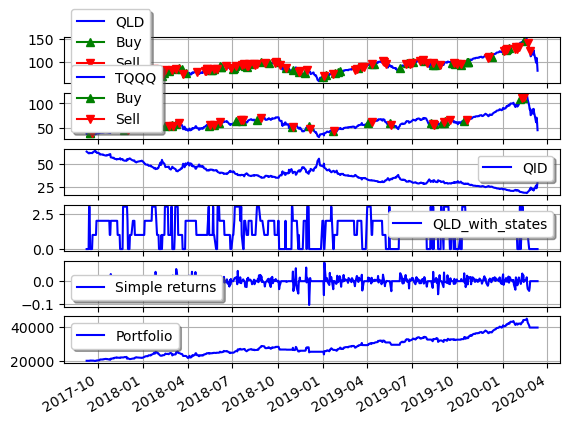 QLD
Buy
Sell
TQQQ
Buy
Sell
150
100
100
50
50
25
QID
2.5
0.0
QLD_with_states
0.0
−0.1
Simple returns
40000
20000
Portfolio
2017-10
2018-01
2018-04
2018-07
2018-10
2019-01
2019-04
2019-07
2019-10
2020-01
2020-04